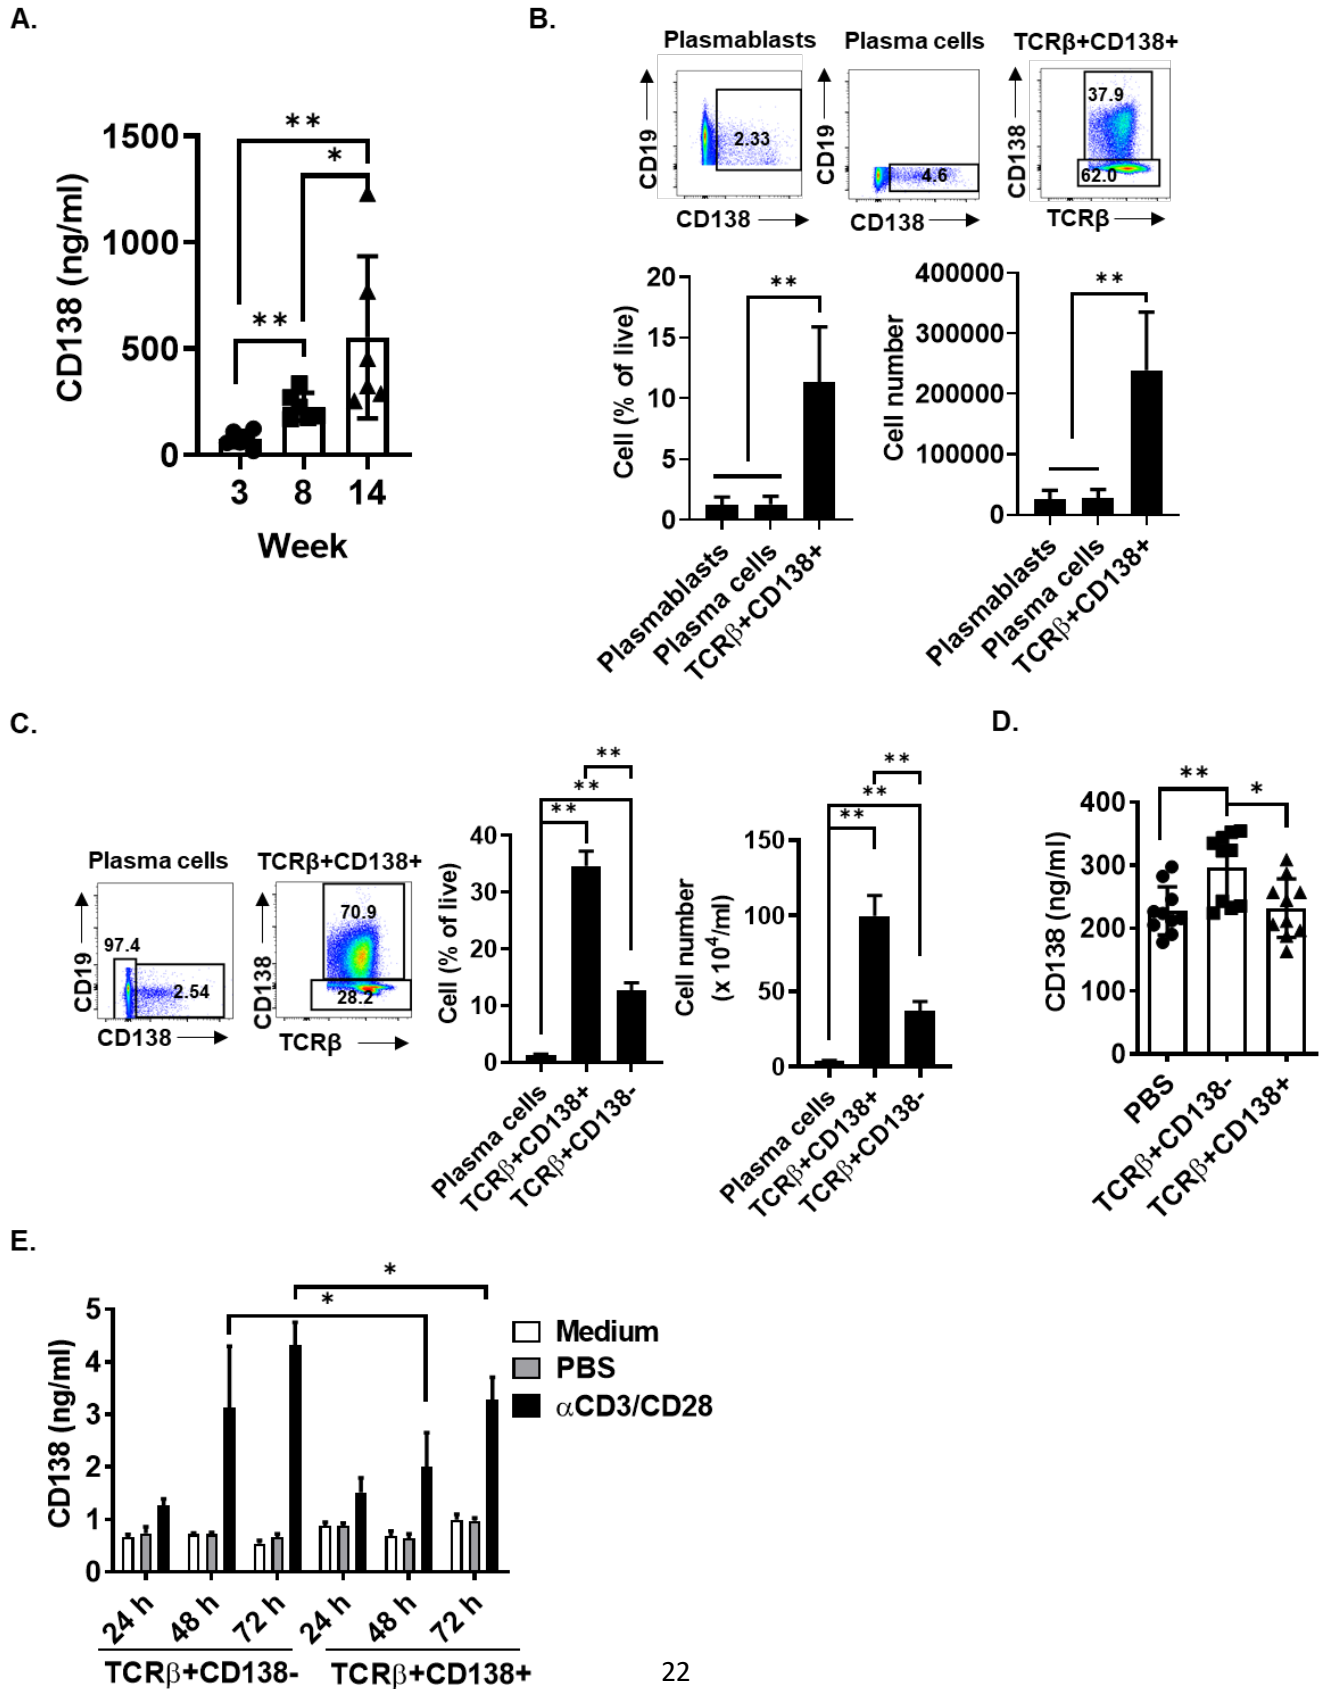 A.
1500
1000
500
0
CD138 (ng/ml)
**
*
**
3 8 14
Week
B.
Plasmablasts Plasma cells TCRβ+CD138+
CD19
2.33
CD138
CD19
4.6
CD138
CD138
37.9
62.0
TCRβ
Cell (% of live)
20
15
10
5
0
**
Plasmablasts
Plasma cells
TCRβ+CD138+
Cell number
400000
300000
200000
100000
0
**
Plasmablasts
Plasma cells
TCRβ+CD138+
C.
Plasma cells TCRβ+CD138+
CD19
97.4
2.54
CD138
CD138
70.9
28.2
TCRβ
Cell (% of live)
40
30
20
10
0
**
**
**
Plasma cells
TCRβ+CD138+
TCRβ+CD138-
Cell number
(x 10⁴/ml)
150
100
50
0
**
**
**
Plasma cells
TCRβ+CD138+
TCRβ+CD138-
D.
CD138 (ng/ml)
400
300
200
100
0
**
*
PBS
TCRβ+CD138-
TCRβ+CD138+
E.
CD138 (ng/ml)
5
4
3
2
1
0
*
*
Medium
PBS
αCD3/CD28
24 h 48 h 72 h 24 h 48 h 72 h
TCRβ+CD138- TCRβ+CD138+
22